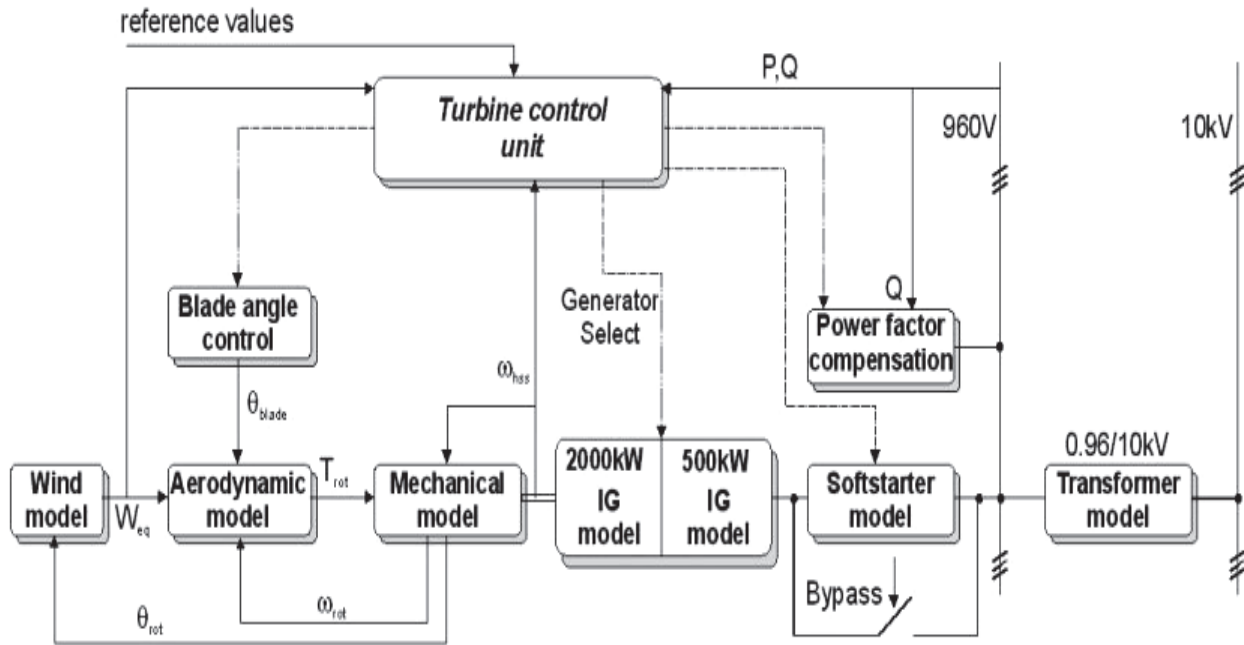 reference values
P,Q
Turbine control
unit
960V
10kV
Blade angle
control
Generator
Select
Q
Power factor
compensation
ω_hss
θ_blade
0.96/10kV
Wind
model
W_eq
Aerodynamic
model
T_rot
Mechanical
model
2000kW
IG
model
500kW
IG
model
Softstarter
model
Transformer
model
Bypass
ω_rot
θ_rot